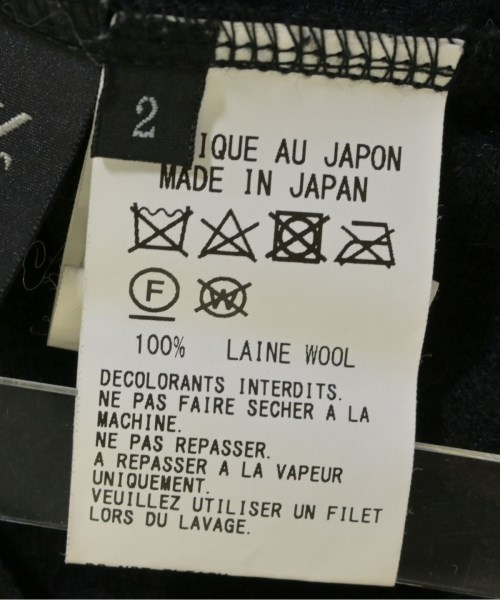 2
IQUE AU JAPON
MADE IN JAPAN
F W
100% LAINE WOOL
DECOLORANTS INTERDITS.
NE PAS FAIRE SECHER A LA
MACHINE.
NE PAS REPASSER.
A REPASSER A LA VAPEUR
UNIQUEMENT.
VEUILLEZ UTILISER UN FILET
LORS DU LAVAGE.